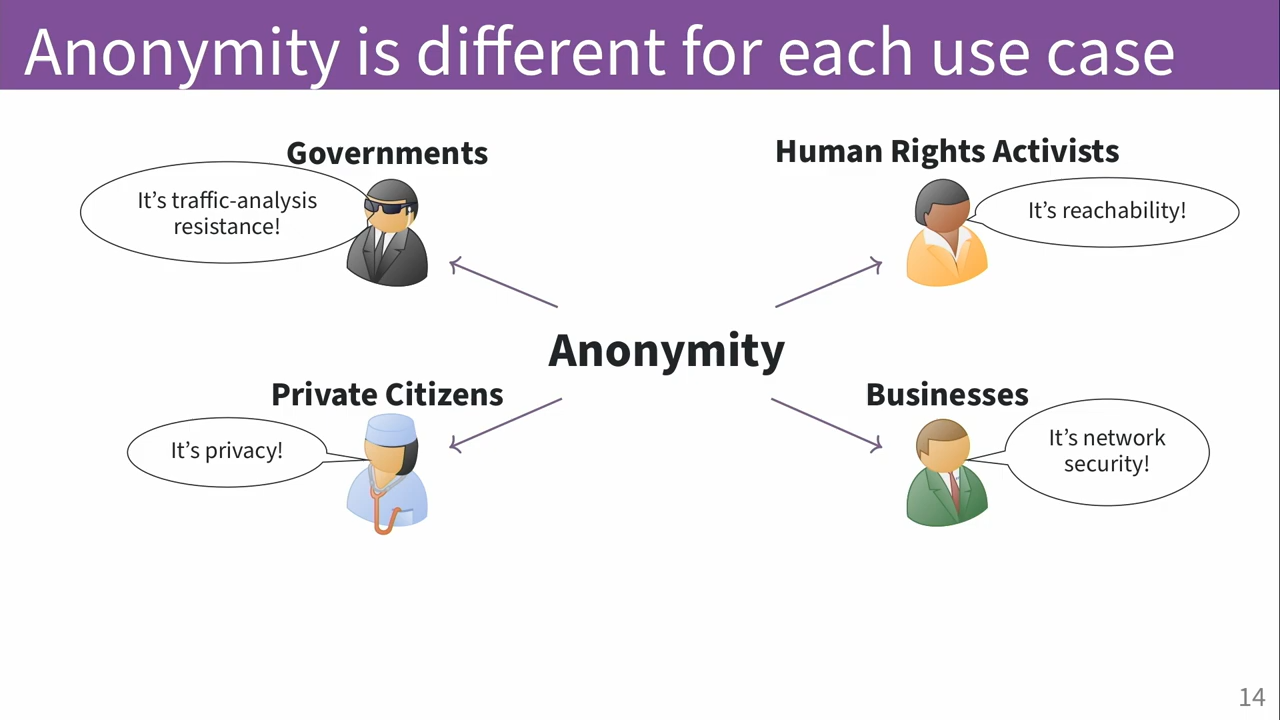 Anonymity is different for each use case
Governments
It’s traffic-analysis
resistance!
Human Rights Activists
It’s reachability!
Anonymity
Private Citizens
It’s privacy!
Businesses
It’s network
security!
14